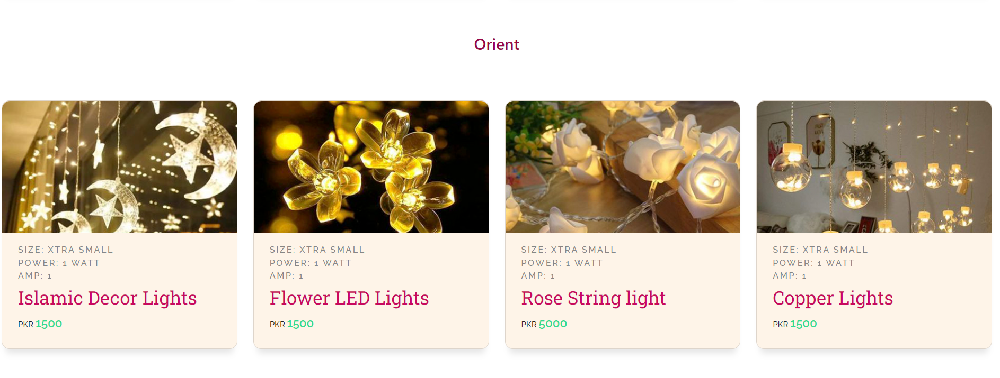 Orient
SIZE: XTRA SMALL
POWER: 1 WATT
AMP: 1
Islamic Decor Lights
PKR 1500
SIZE: XTRA SMALL
POWER: 1 WATT
AMP: 1
Flower LED Lights
PKR 1500
SIZE: XTRA SMALL
POWER: 1 WATT
AMP: 1
Rose String light
PKR 5000
SIZE: XTRA SMALL
POWER: 1 WATT
AMP: 1
Copper Lights
PKR 1500